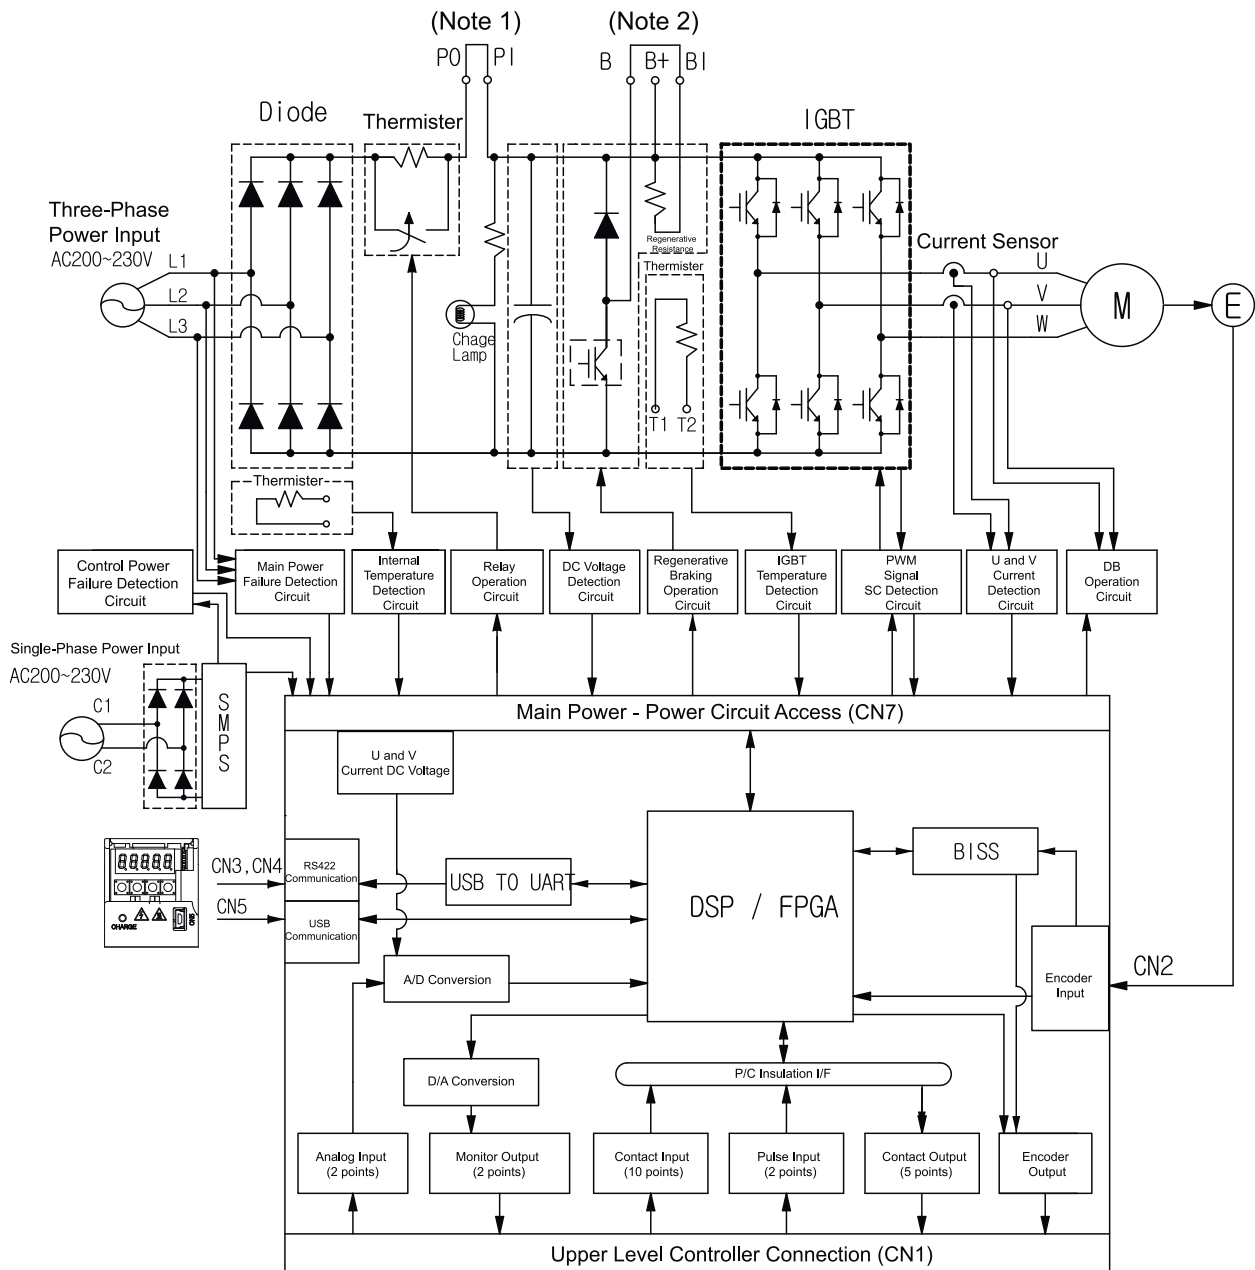 (Note 1)
(Note 2)
PO
PI
B
B+
BI
Diode
Thermister
IGBT
Three-Phase
Power Input
AC200~230V
L1
L2
L3
Chage
Lamp
Regenerative
Resistance
Thermister
T1
T2
Current Sensor
U
V
W
M
E
Thermister
Control Power
Failure Detection
Circuit
Main Power
Failure Detection
Circuit
Internal
Temperature
Detection
Circuit
Relay
Operation
Circuit
DC Voltage
Detection
Circuit
Regenerative
Braking
Operation
Circuit
IGBT
Temperature
Detection
Circuit
PWM
Signal
SC Detection
Circuit
U and V
Current
Detection
Circuit
DB
Operation
Circuit
Single-Phase Power Input
AC200~230V
C1
C2
SMPS
Main Power - Power Circuit Access (CN7)
U and V
Current DC Voltage
CN3,CN4
CN5
CHARGE
CN5
RS422
Communication
USB
Communication
USB TO UART
DSP / FPGA
BISS
Encoder
Input
CN2
A/D Conversion
D/A Conversion
P/C Insulation I/F
Analog Input
(2 points)
Monitor Output
(2 points)
Contact Input
(10 points)
Pulse Input
(2 points)
Contact Output
(5 points)
Encoder
Output
Upper Level Controller Connection (CN1)